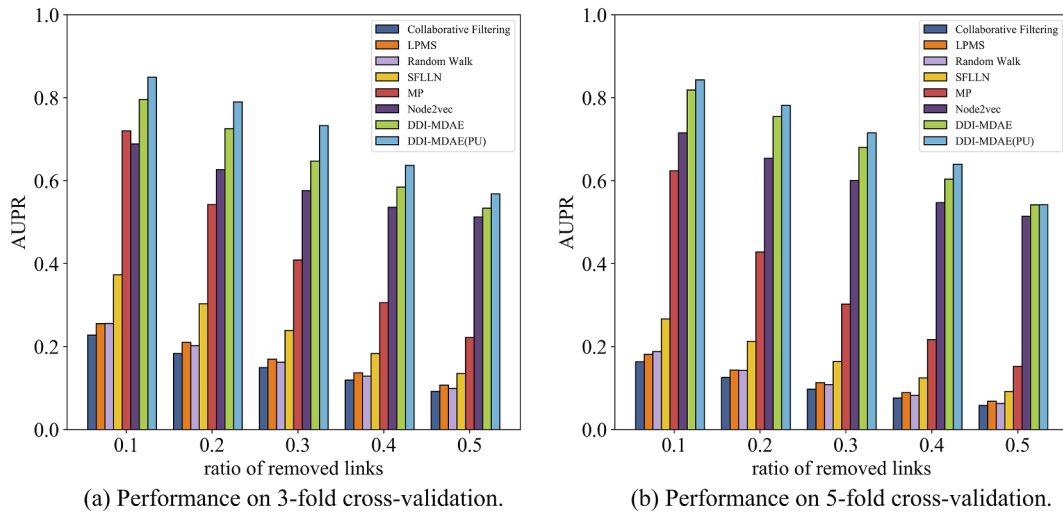 1.0
0.8
0.6
0.4
0.2
0.0
AUPR
Collaborative Filtering
LPMS
Random Walk
SFLLN
MP
Node2vec
DDI-MDAE
DDI-MDAE(PU)
0.1 0.2 0.3 0.4 0.5
ratio of removed links
(a) Performance on 3-fold cross-validation.
1.0
0.8
0.6
0.4
0.2
0.0
AUPR
Collaborative Filtering
LPMS
Random Walk
SFLLN
MP
Node2vec
DDI-MDAE
DDI-MDAE(PU)
0.1 0.2 0.3 0.4 0.5
ratio of removed links
(b) Performance on 5-fold cross-validation.